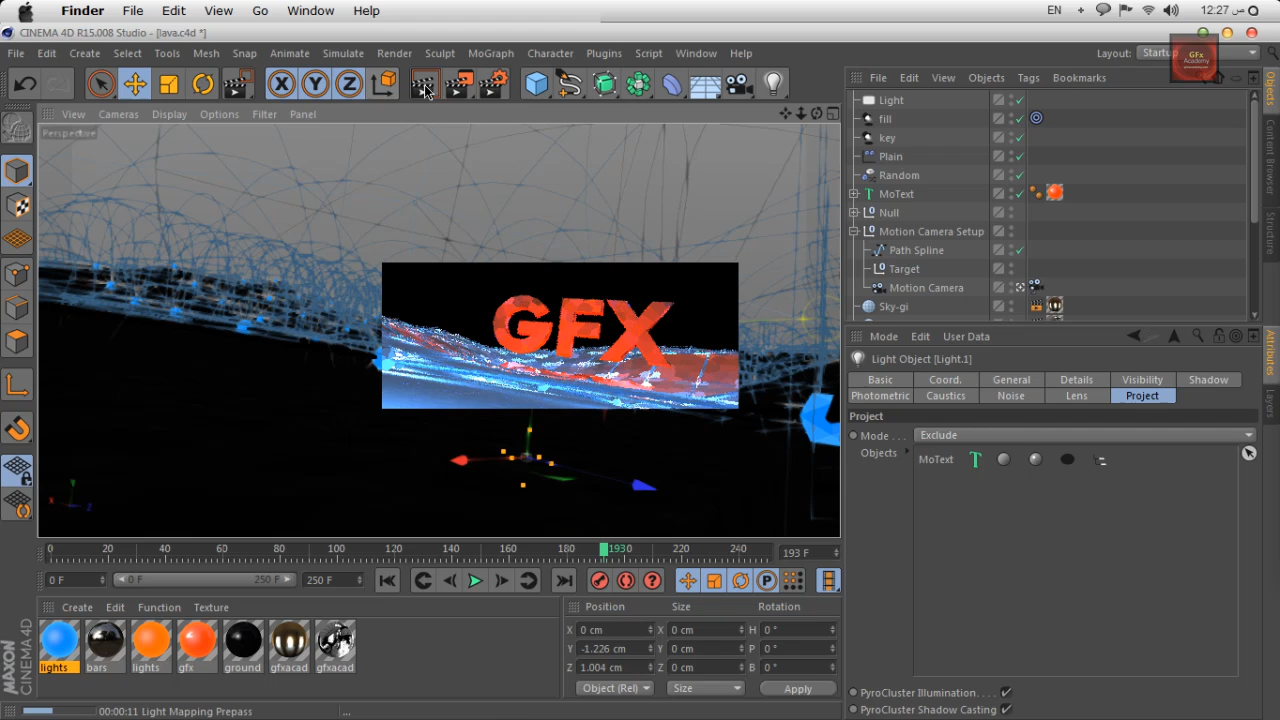 Finder File Edit View Go Window Help EN ص 12:27
CINEMA 4D R15.008 Studio - [lava.c4d *]
File Edit Create Select Tools Mesh Snap Animate Simulate Render Sculpt MoGraph Character Plugins Script Window Help Layout: Startup
GFx
Academy
X Y Z
View Cameras Display Options Filter Panel
Perspective
GFX
File Edit View Objects Tags Bookmarks
Light
fill
key
Plain
Random
MoText
Null
Motion Camera Setup
Path Spline
Target
Motion Camera
Sky-gi
Objects
Content Browser
Structure
Mode Edit User Data
Light Object [Light.1]
Basic Coord. General Details Visibility Shadow
Photometric Caustics Noise Lens Project
Project
Mode . . . Exclude
Objects MoText
PyroCluster Illumination. . . .
PyroCluster Shadow Casting
Attributes
Layers
0 20 40 60 80 100 120 140 160 180 193 220 240 193 F
0 F 0 F 250 F 250 F
Create Edit Function Texture
lights bars lights gfx ground gfxacad gfxacad
Position Size Rotation
X 0 cm X 0 cm H 0 °
Y -1.226 cm Y 0 cm P 0 °
Z 1.004 cm Z 0 cm B 0 °
Object (Rel) Size Apply
MAXON
CINEMA 4D
00:00:11 Light Mapping Prepass ...